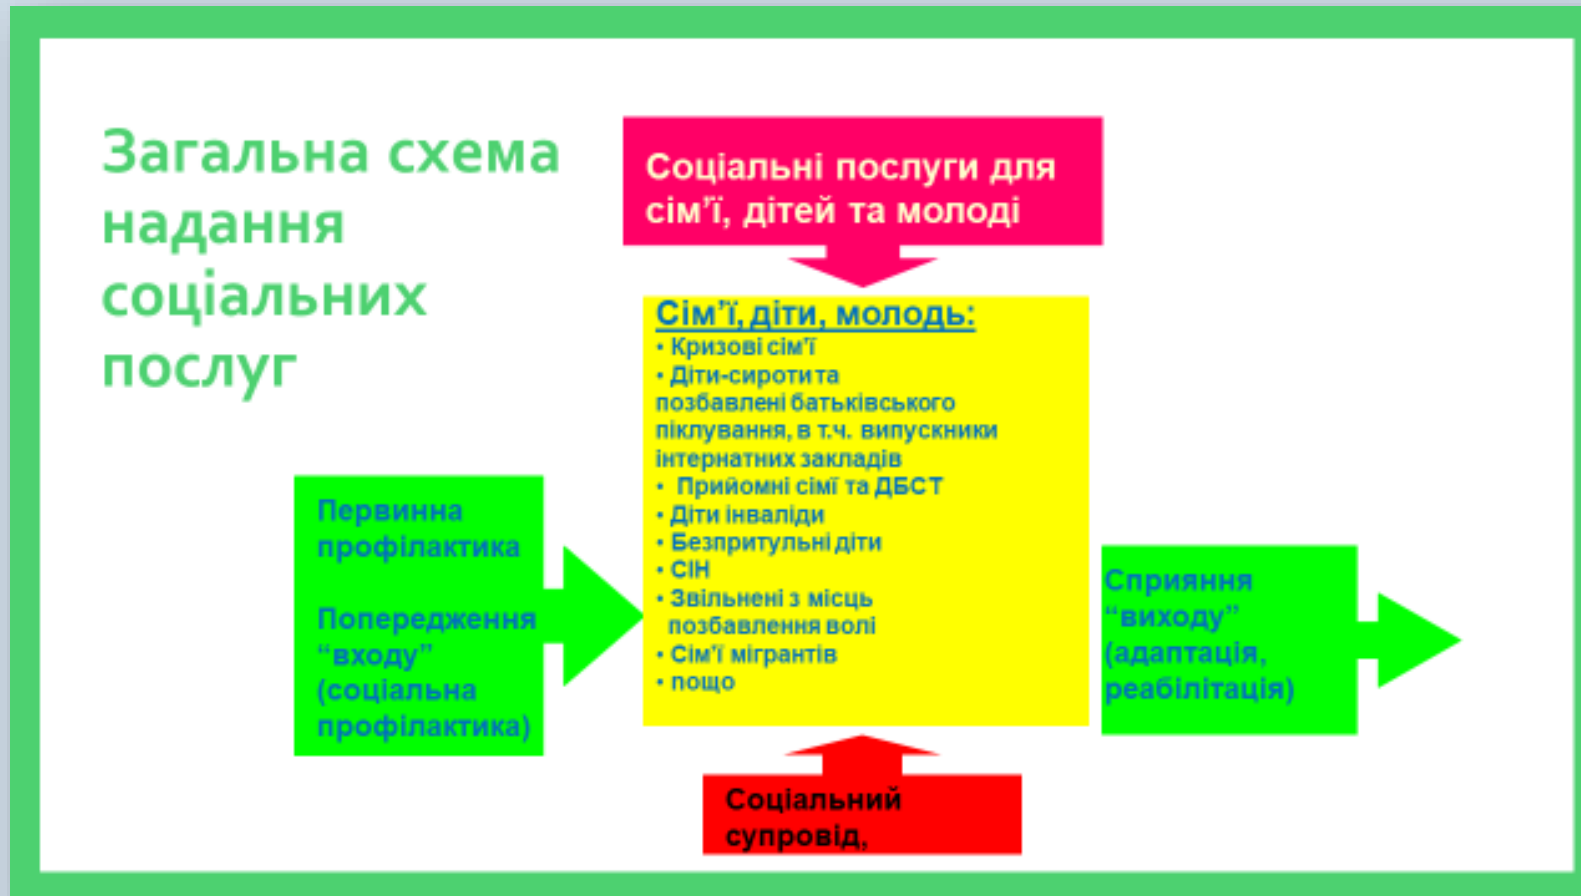 Загальна схема
надання
соціальних
послуг
Соціальні послуги для
сім’ї, дітей та молоді
Сім’ї, діти, молодь:
• Кризові сім’ї
• Діти-сироти та
позбавлені батьківського
піклування, в т.ч. випускники
інтернатних закладів
• Прийомні сімї та ДБСТ
• Діти інваліди
• Безпритульні діти
• СІН
• Звільнені з місць
позбавлення волі
• Сім’ї мігрантів
• пощо
Первинна
профілактика
Попередження
“входу”
(соціальна
профілактика)
Сприяння
“виходу”
(адаптація,
реабілітація)
Соціальний
супровід,